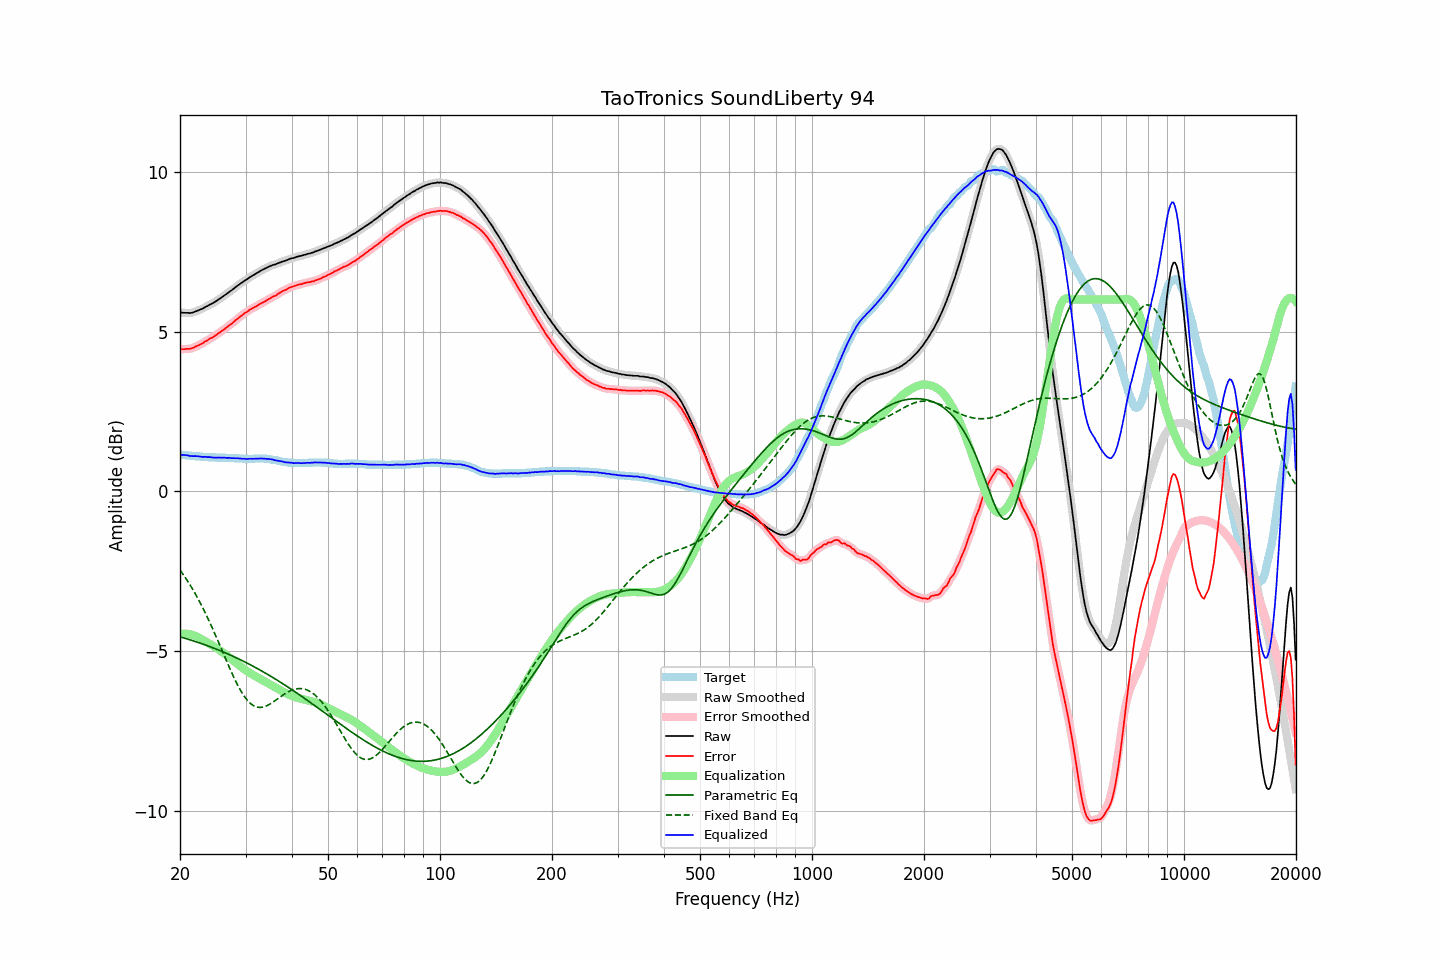 TaoTronics SoundLiberty 94
Amplitude (dBr)
10
5
0
−5
−10
Target
Raw Smoothed
Error Smoothed
Raw
Error
Equalization
Parametric Eq
Fixed Band Eq
Equalized
20 50 100 200 500 1000 2000 5000 10000 20000
Frequency (Hz)